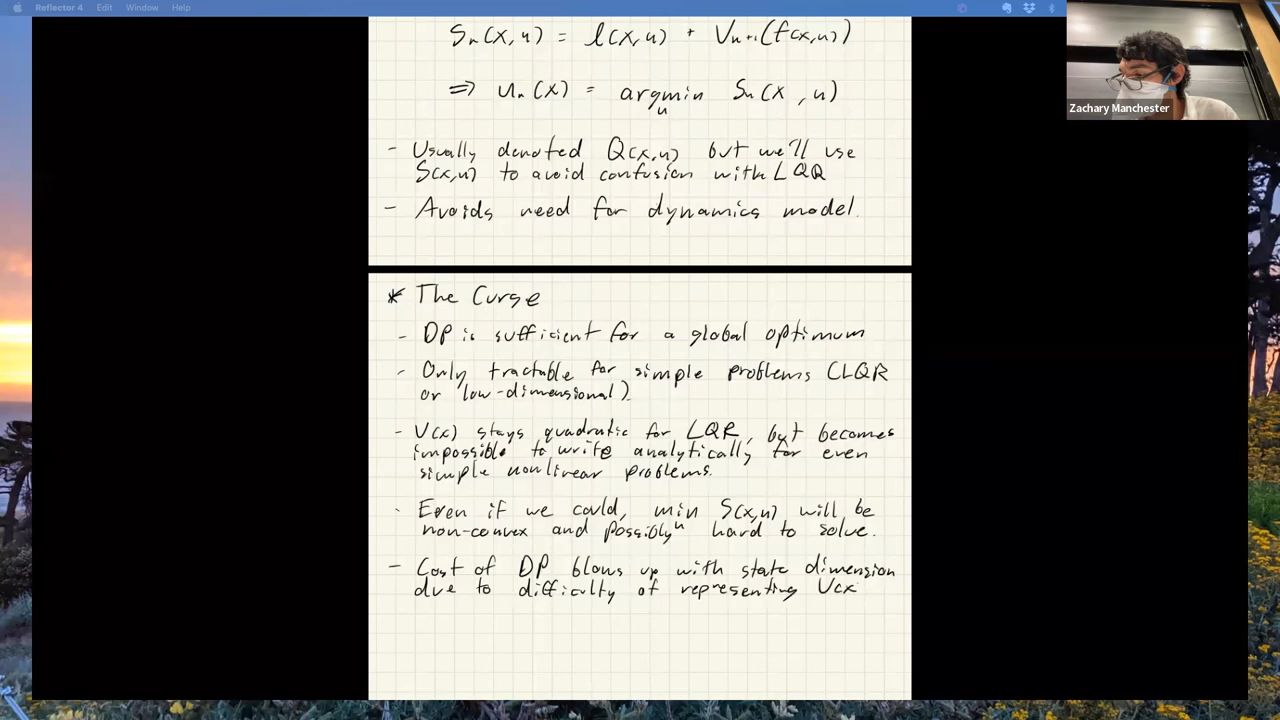 Reflector 4 Edit Window Help
Sₙ(x,u) = l(x,u) + Vₙ₊₁(f(x,u))
⇒ uₙ(x) = argmin Sₙ(x,u)
u
- Usually denoted Q(x,u) but we'll use
S(x,u) to avoid confusion with LQR
- Avoids need for dynamics model.
* The Curse
- DP is sufficient for a global optimum
- Only tractable for simple problems (LQR
or low-dimensional).
- V(x) stays quadratic for LQR, but becomes
impossible to write analytically for even
simple nonlinear problems.
- Even if we could, min S(x,u) will be
u
non-convex and possibly hard to solve.
- Cost of DP blows up with state dimension
due to difficulty of representing V(x
Zachary Manchester